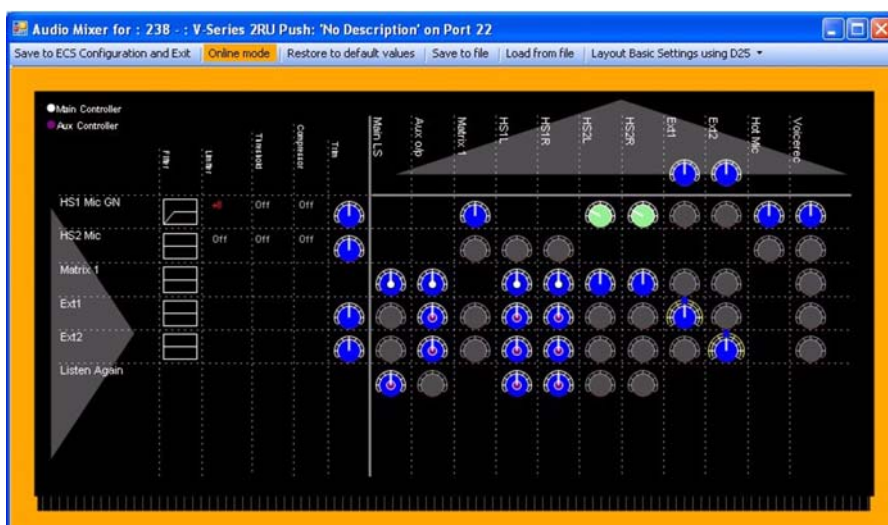 Audio Mixer for : 238 - : V-Series 2RU Push: 'No Description' on Port 22
Save to ECS Configuration and Exit Online mode Restore to default values Save to file Load from file Layout Basic Settings using D25
Main Controller
Aux Controller
Filter Limiter Threshold Compressor Trim Main LS Aux o/p Matrix 1 HS1L HS1R HS2L HS2R Ext1 Ext2 Hot Mic Voicerec
HS1 Mic GN Off Off
HS2 Mic Off Off Off
Matrix 1
Ext1
Ext2
Listen Again